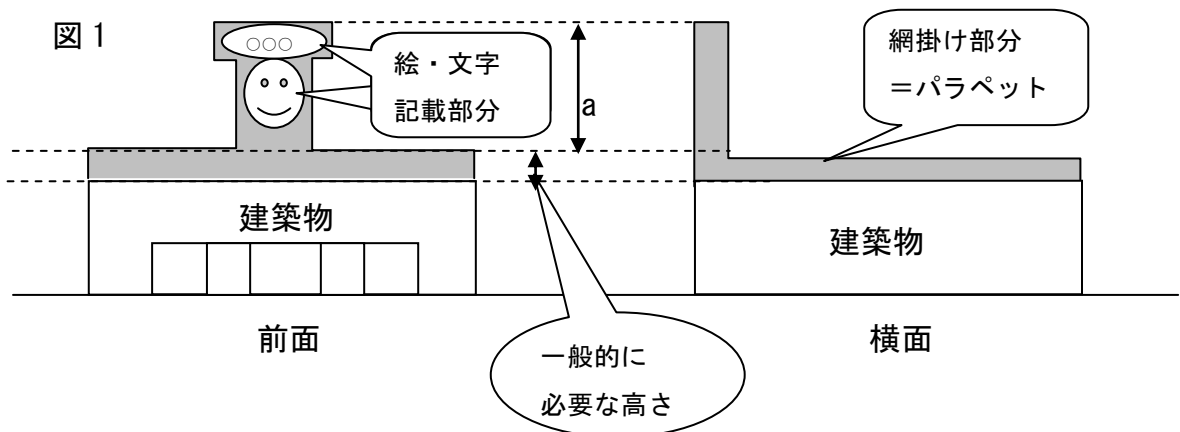 図1
○○○
絵・文字
記載部分
a
網掛け部分
=パラペット
建築物
建築物
前面
横面
一般的に
必要な高さ